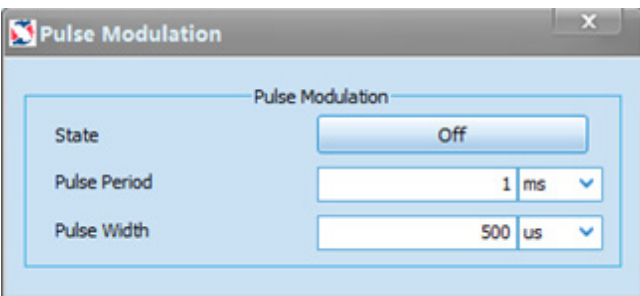 Pulse Modulation
Pulse Modulation
State Off
Pulse Period 1 ms
Pulse Width 500 us